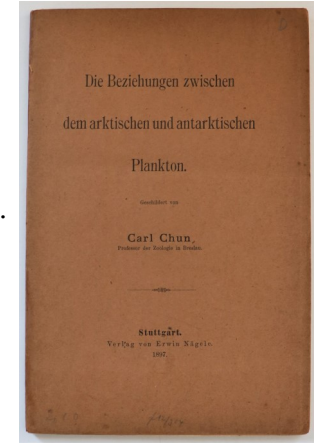 Die Beziehungen zwischen
dem arktischen und antarktischen
Plankton.
Geschildert von
Carl Chun,
Professor der Zoologie in Breslau.
Stuttgart.
Verlag von Erwin Nägele.
1897.